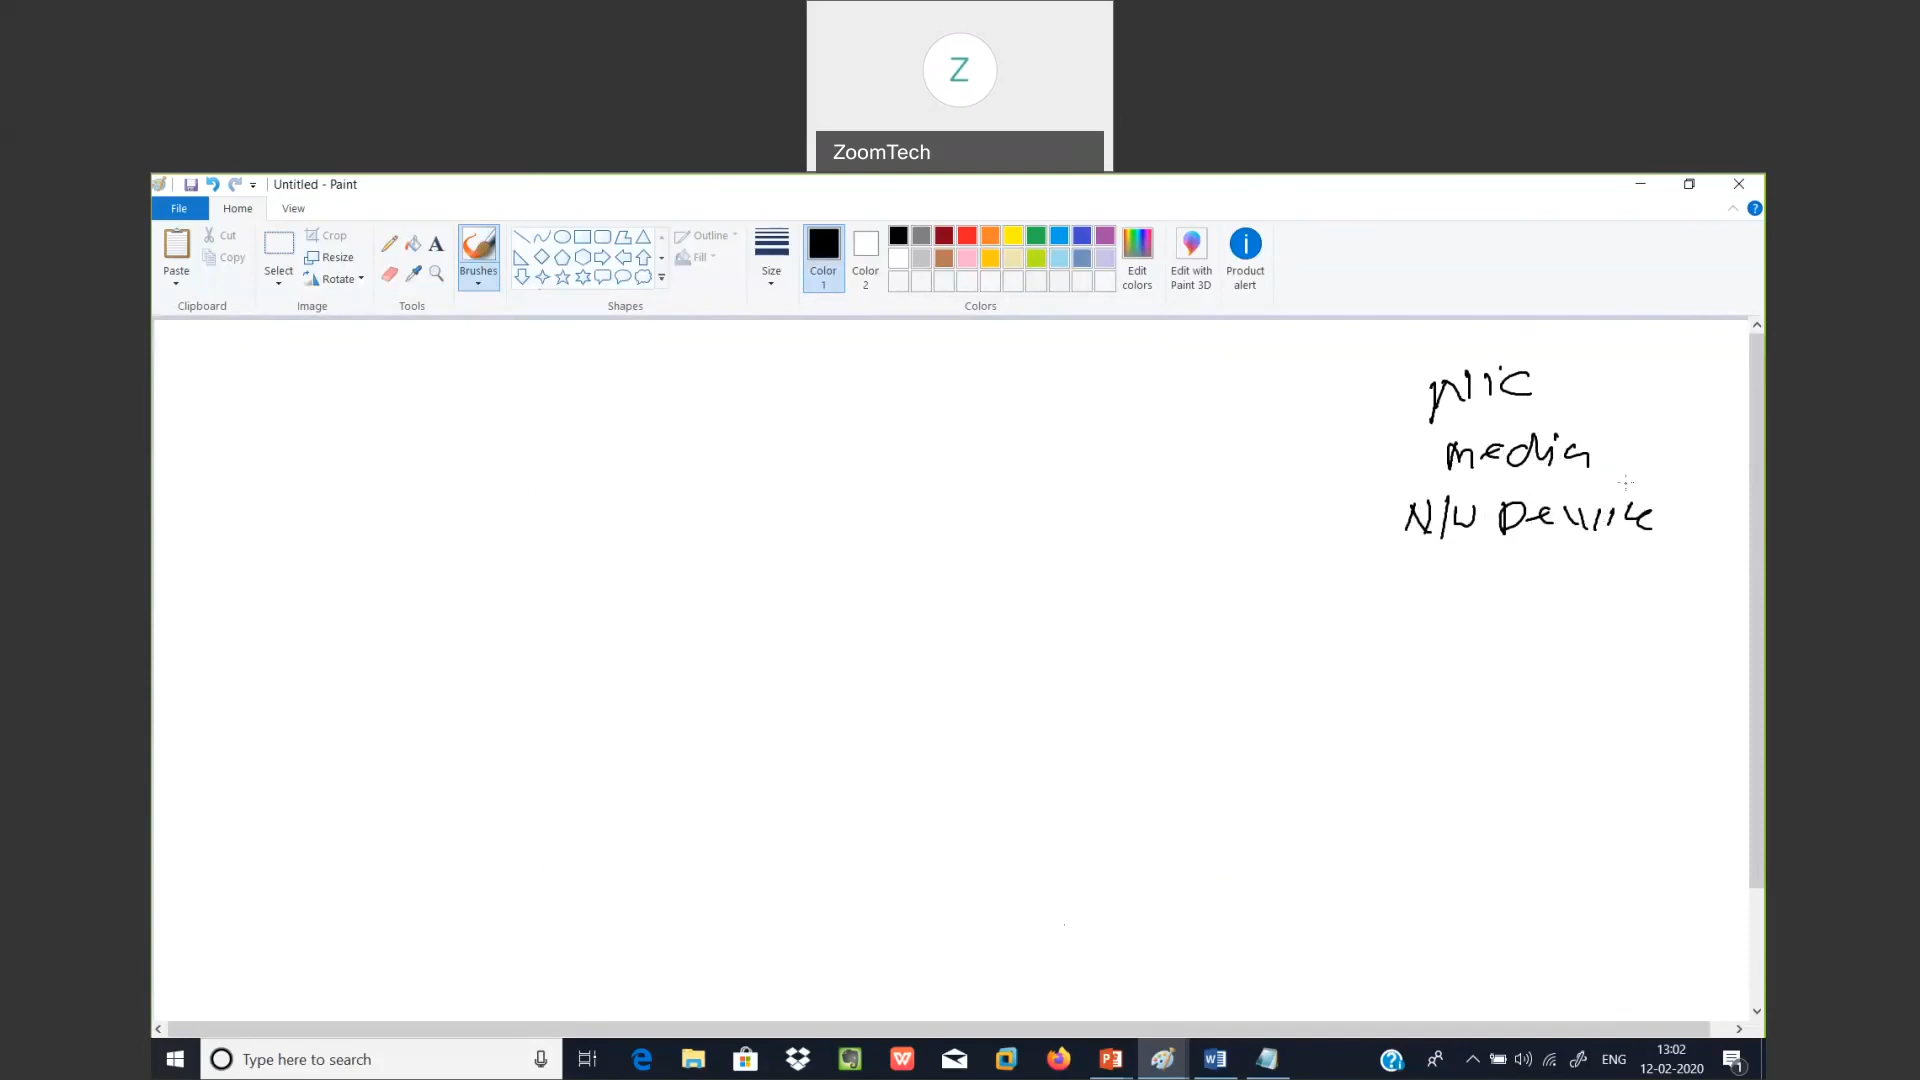 Z
ZoomTech
Untitled - Paint
File Home View
Paste
Cut
Copy
Clipboard
Select
Crop
Resize
Rotate
Image
A
Tools
Brushes
Outline
Fill
Shapes
Size
Color 1
Color 2
Edit colors
Colors
Edit with Paint 3D
Product alert
NIC
media
N/W Device
Type here to search
ENG
13:02
12-02-2020
1